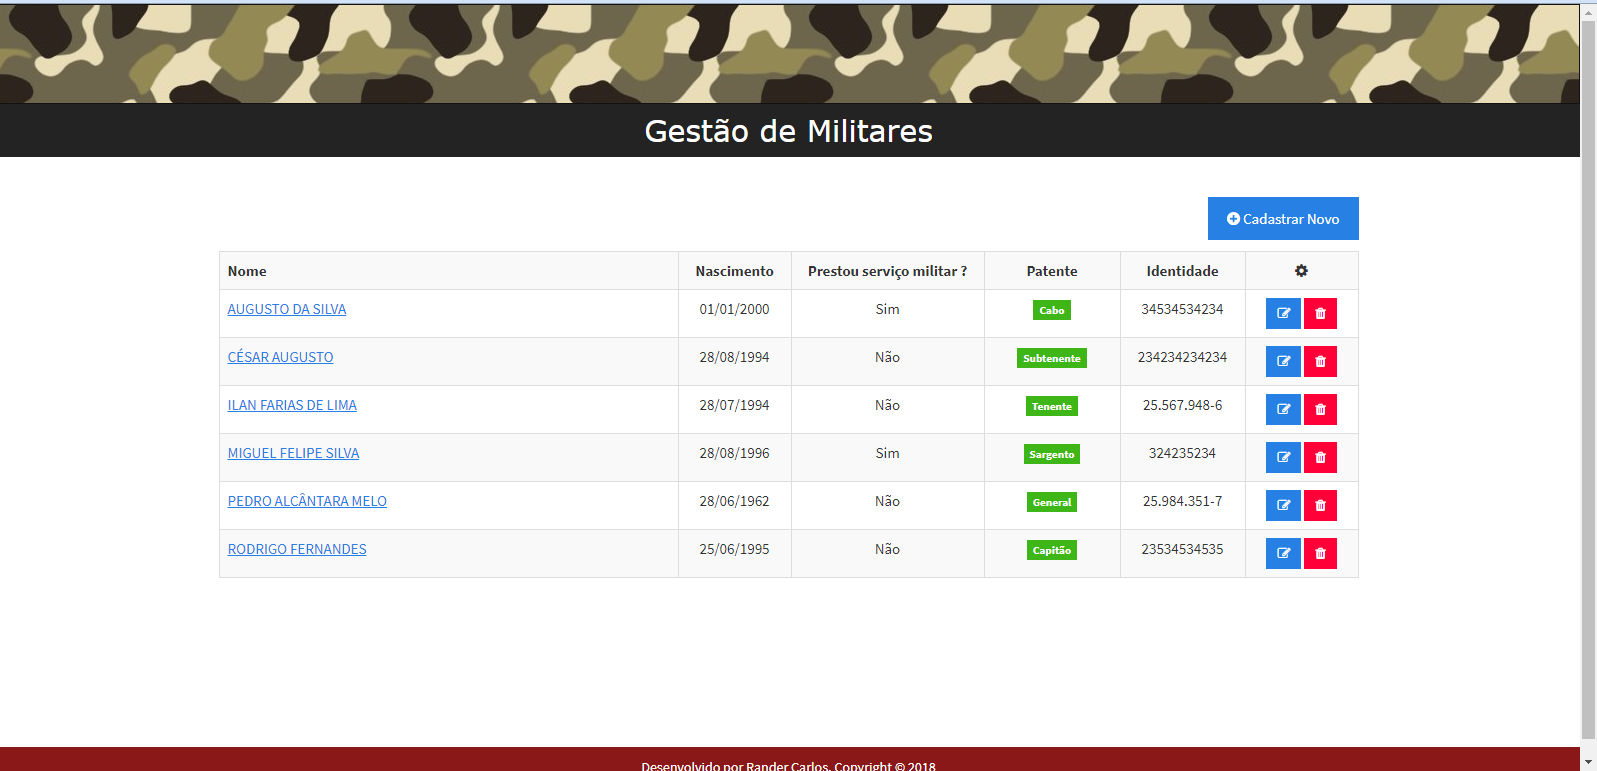 Gestão de Militares
Cadastrar Novo
Nome Nascimento Prestou serviço militar ? Patente Identidade
AUGUSTO DA SILVA 01/01/2000 Sim Cabo 34534534234
CÉSAR AUGUSTO 28/08/1994 Não Subtenente 234234234234
ILAN FARIAS DE LIMA 28/07/1994 Não Tenente 25.567.948-6
MIGUEL FELIPE SILVA 28/08/1996 Sim Sargento 324235234
PEDRO ALCÂNTARA MELO 28/06/1962 Não General 25.984.351-7
RODRIGO FERNANDES 25/06/1995 Não Capitão 23534534535
Desenvolvido por Rander Carlos. Copyright © 2018